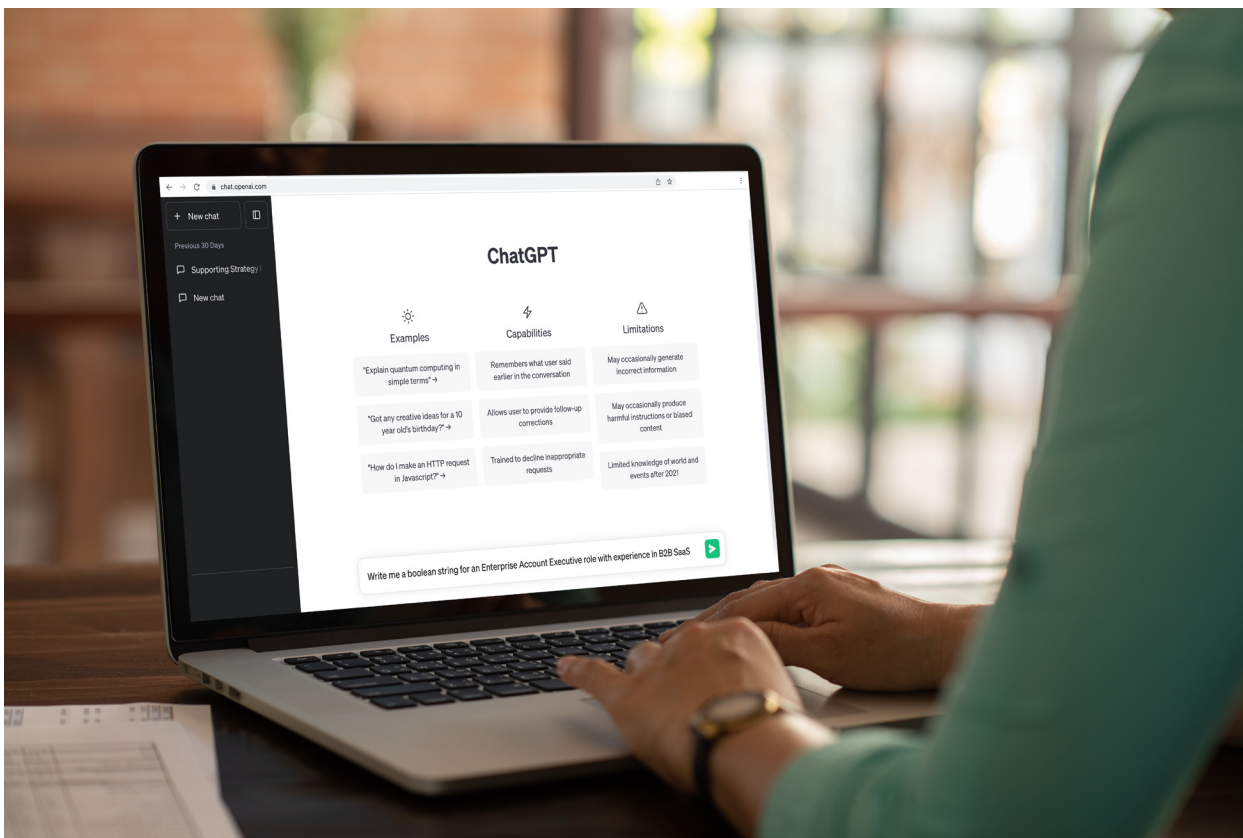 chat.openai.com
+ New chat
Previous 30 Days
Supporting Strategy
New chat
ChatGPT
Examples
Capabilities
Limitations
"Explain quantum computing in
simple terms" →
Remembers what user said
earlier in the conversation
May occasionally generate
incorrect information
"Got any creative ideas for a 10
year old's birthday?" →
Allows user to provide follow-up
corrections
May occasionally produce
harmful instructions or biased
content
"How do I make an HTTP request
in Javascript?" →
Trained to decline inappropriate
requests
Limited knowledge of world and
events after 2021
Write me a boolean string for an Enterprise Account Executive role with experience in B2B SaaS